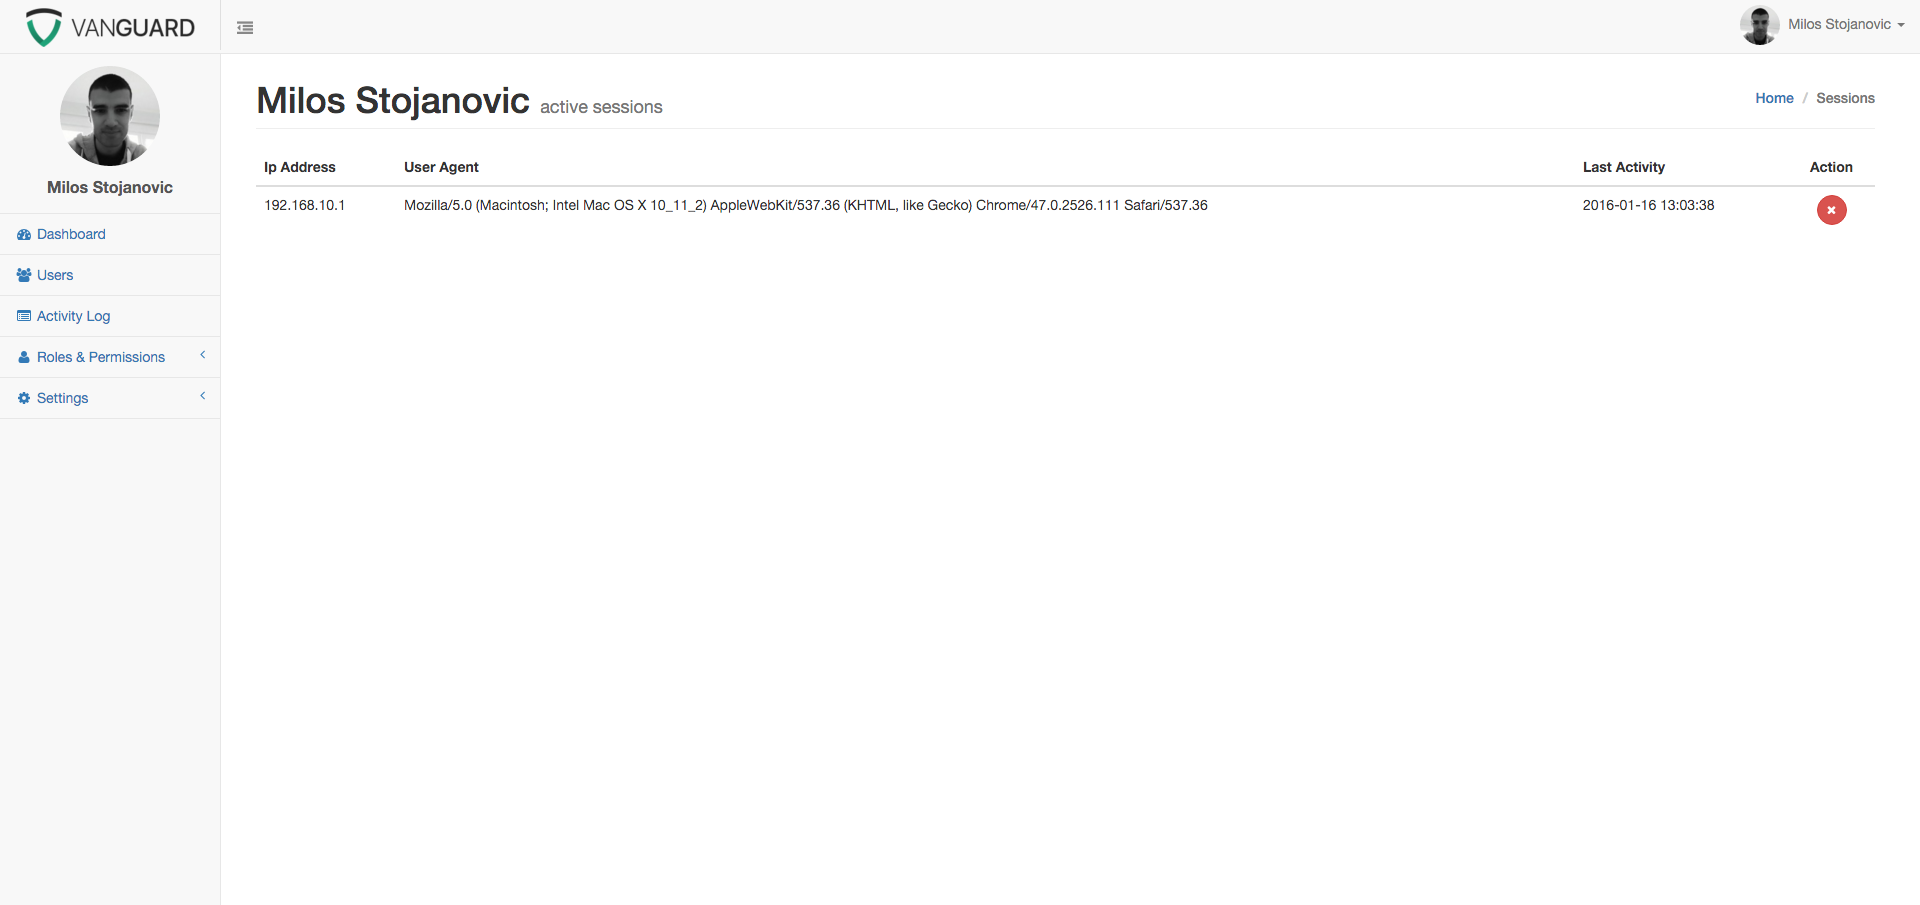 VANGUARD
Milos Stojanovic
Milos Stojanovic
Dashboard
Users
Activity Log
Roles & Permissions
Settings
Milos Stojanovic active sessions
Home / Sessions
Ip Address User Agent Last Activity Action
192.168.10.1 Mozilla/5.0 (Macintosh; Intel Mac OS X 10_11_2) AppleWebKit/537.36 (KHTML, like Gecko) Chrome/47.0.2526.111 Safari/537.36 2016-01-16 13:03:38